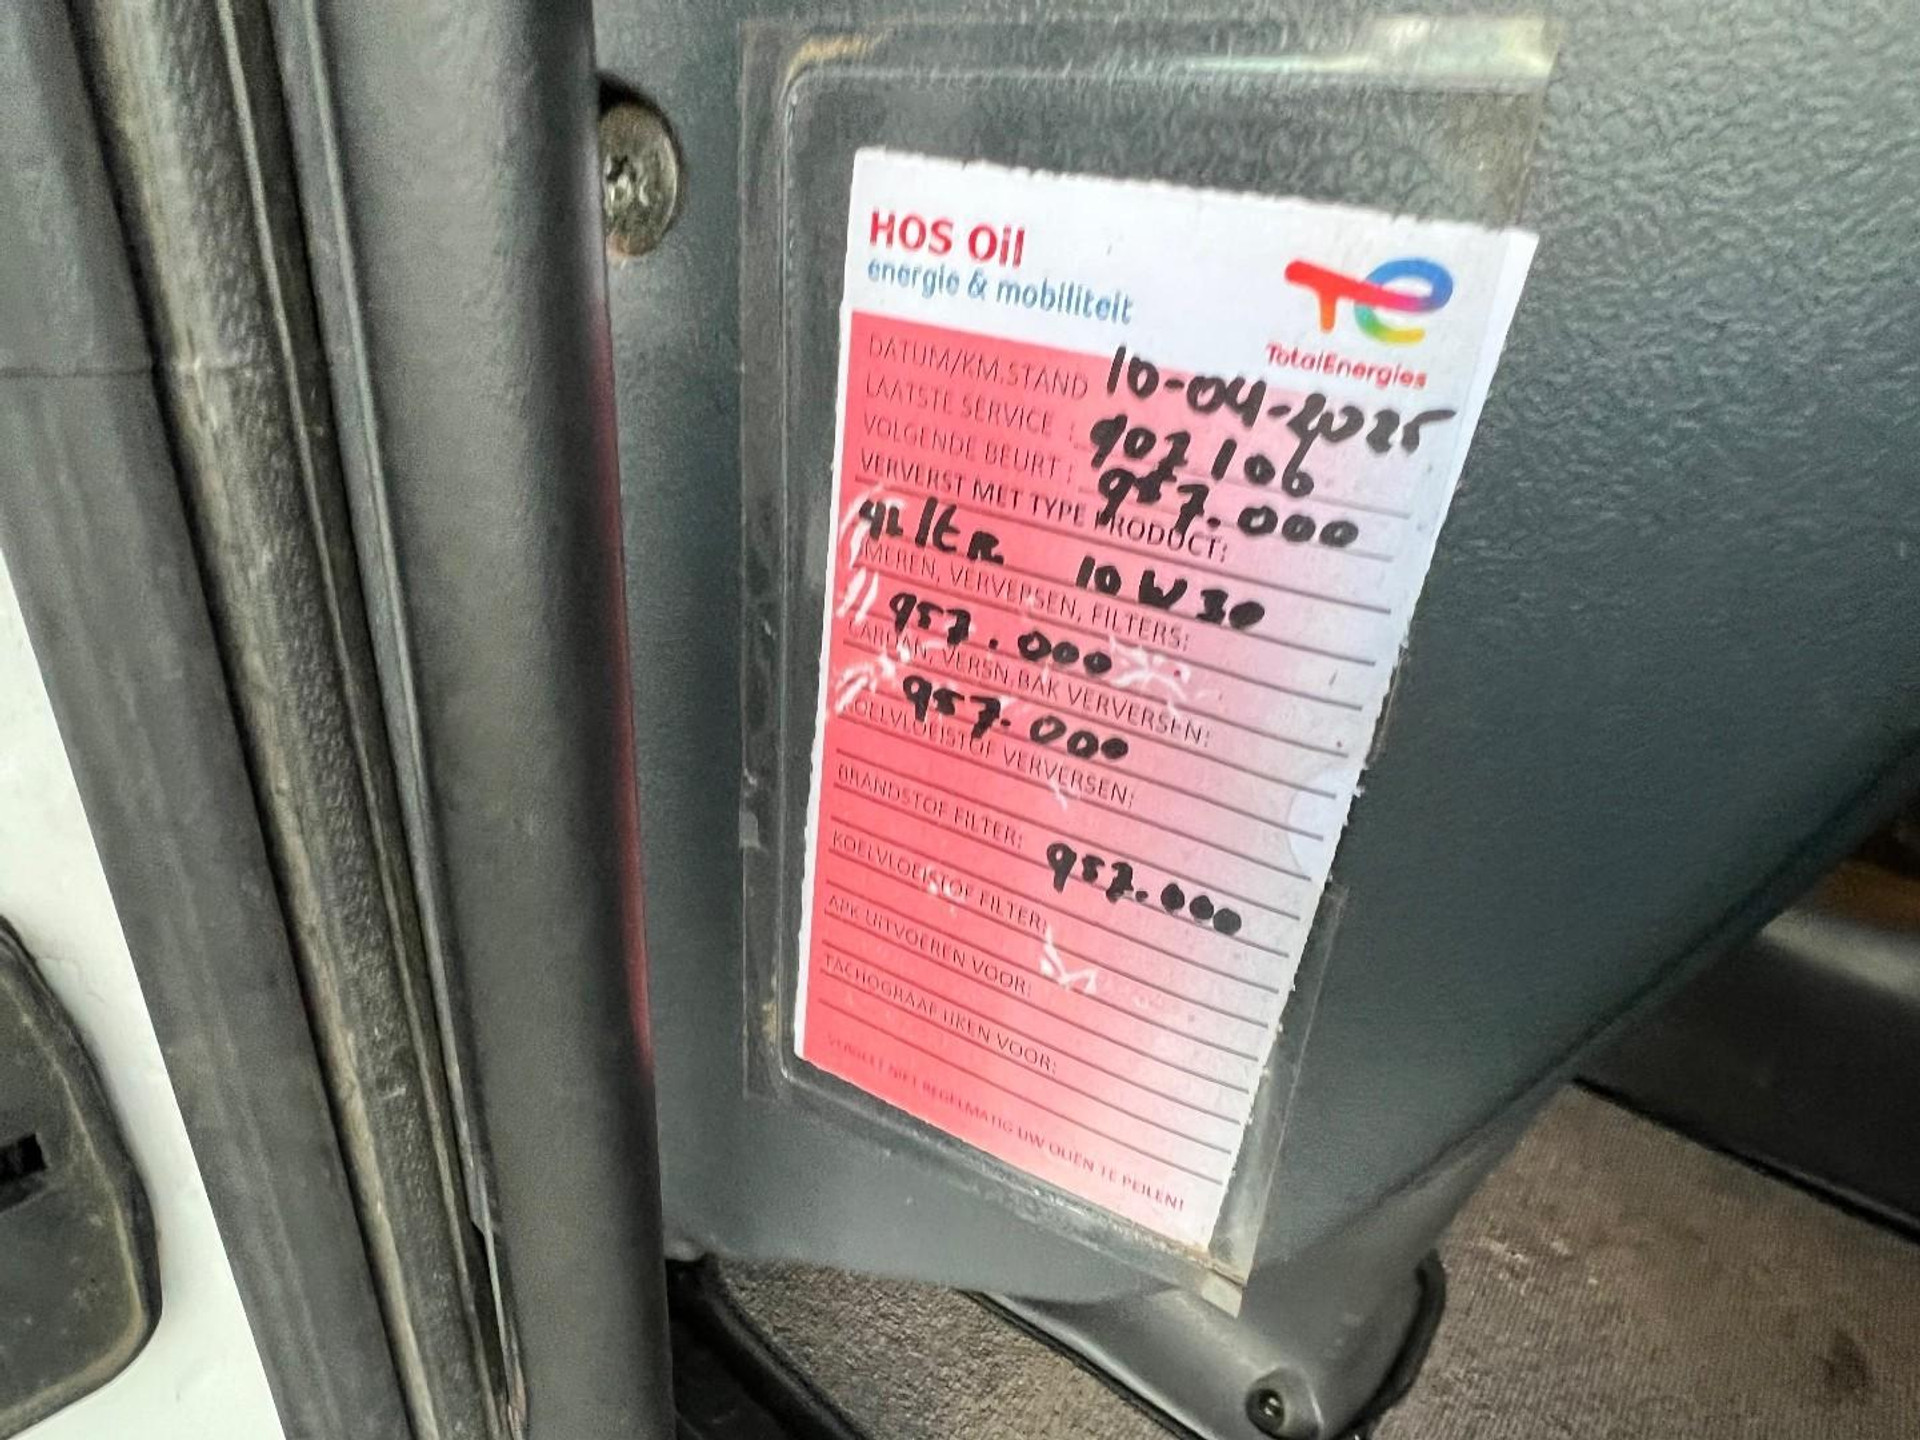 HOS Oil
energie & mobiliteit
TotalEnergies
DATUM/KM.STAND 10-04-2025
LAATSTE SERVICE : 907106
VOLGENDE BEURT : 957.000
VERVERST MET TYPE PRODUCT:
42 ltr 10W30
SMEREN, VERVERSEN, FILTERS:
957.000
CARDAN, VERSN,BAK VERVERSEN:
957.000
KOELVLOEISTOF VERVERSEN:
BRANDSTOF FILTER: 957.000
KOELVLOEISTOF FILTER:
APK UITVOEREN VOOR:
TACHOGRAAF IJKEN VOOR:
VERGEET NIET REGELMATIG UW OLIËN TE PEILEN!